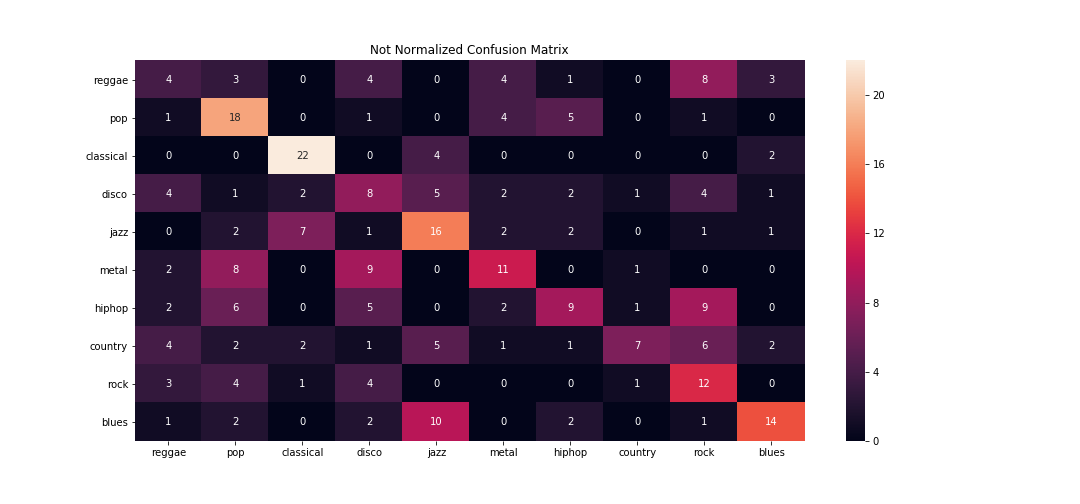 Not Normalized Confusion Matrix
reggae 4 3 0 4 0 4 1 0 8 3
pop 1 18 0 1 0 4 5 0 1 0
classical 0 0 22 0 4 0 0 0 0 2
disco 4 1 2 8 5 2 2 1 4 1
jazz 0 2 7 1 16 2 2 0 1 1
metal 2 8 0 9 0 11 0 1 0 0
hiphop 2 6 0 5 0 2 9 1 9 0
country 4 2 2 1 5 1 1 7 6 2
rock 3 4 1 4 0 0 0 1 12 0
blues 1 2 0 2 10 0 2 0 1 14
reggae pop classical disco jazz metal hiphop country rock blues
20
16
12
8
4
0